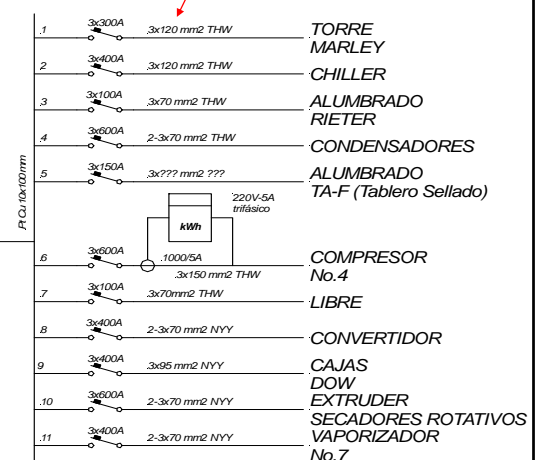 .1 3x300A .3x120 mm2 THW TORRE
MARLEY
.2 3x400A .3x120 mm2 THW CHILLER
.3 3x100A .3x70 mm2 THW ALUMBRADO
RIETER
.4 3x600A 2-3x70 mm2 THW CONDENSADORES
.5 3x150A .3x??? mm2 ??? ALUMBRADO
TA-F (Tablero Sellado)
Pt Cu 10x100mm
220V-5A
trifásico
kWh
.6 3x600A .1000/5A COMPRESOR
.3x150 mm2 THW No.4
.7 3x100A .3x70mm2 THW LIBRE
.8 3x400A 2-3x70 mm2 NYY CONVERTIDOR
.9 3x400A .3x95 mm2 NYY CAJAS
DOW
.10 3x600A 2-3x70 mm2 NYY EXTRUDER
SECADORES ROTATIVOS
.11 3x400A 2-3x70 mm2 NYY VAPORIZADOR
No.7